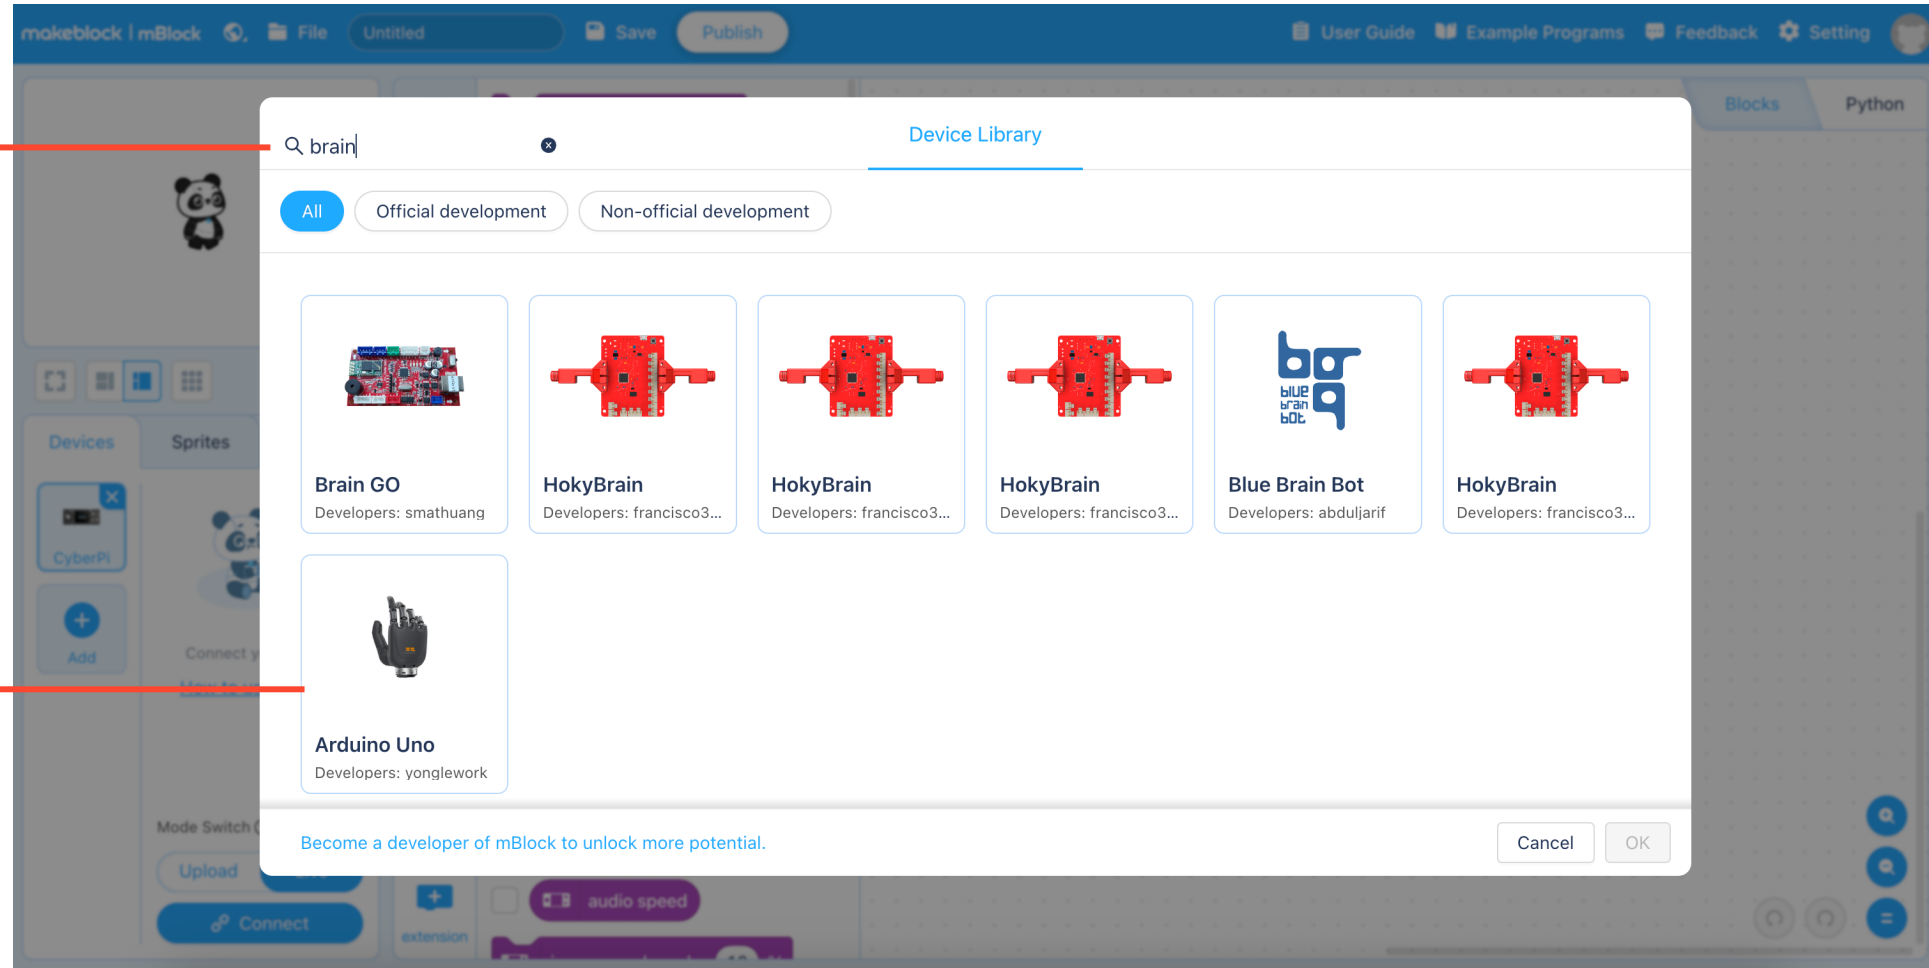 makeblock | mBlock File Untitled Save Publish User Guide Example Programs Feedback Setting
Blocks Python
brain
Device Library
All Official development Non-official development
Brain GO
Developers: smathuang
HokyBrain
Developers: francisco3...
HokyBrain
Developers: francisco3...
HokyBrain
Developers: francisco3...
BLUE
brain
bot
Blue Brain Bot
Developers: abduljarif
HokyBrain
Developers: francisco3...
Devices Sprites
CyberPi
Add
Connect y
How to u
Arduino Uno
Developers: yonglework
Mode Switch
Become a developer of mBlock to unlock more potential.
Cancel OK
Upload
Connect
extension
audio speed